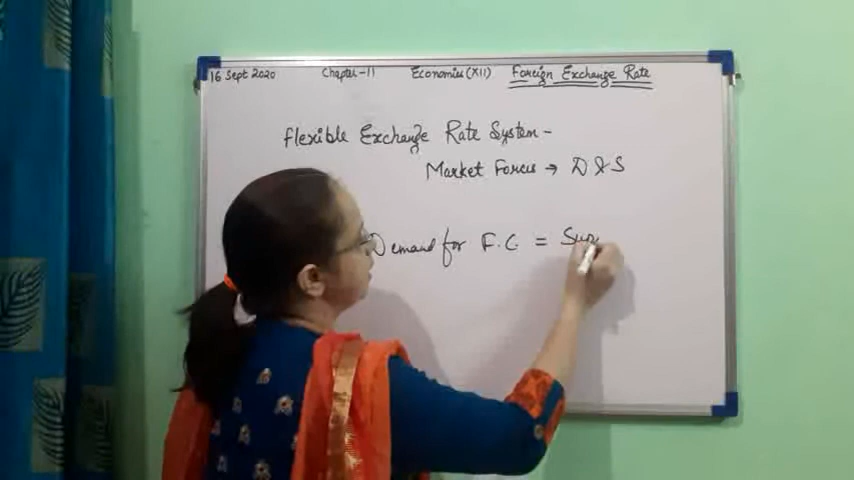 16 Sept 2020 Chapter-11 Economics (XII) Foreign Exchange Rate
Flexible Exchange Rate System -
Market Forces → D & S
Demand for F.C. = Sup